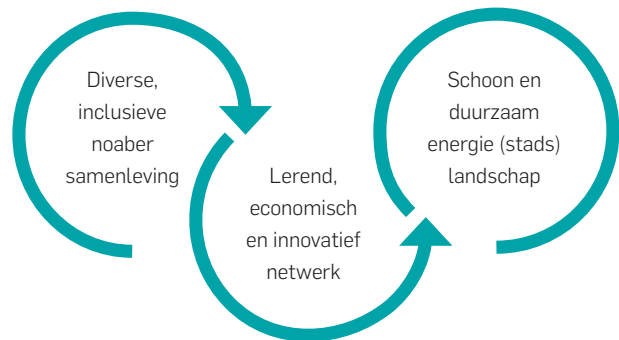 Diverse,
inclusieve
noaber
samenleving
Lerend,
economisch
en innovatief
netwerk
Schoon en
duurzaam
energie (stads)
landschap